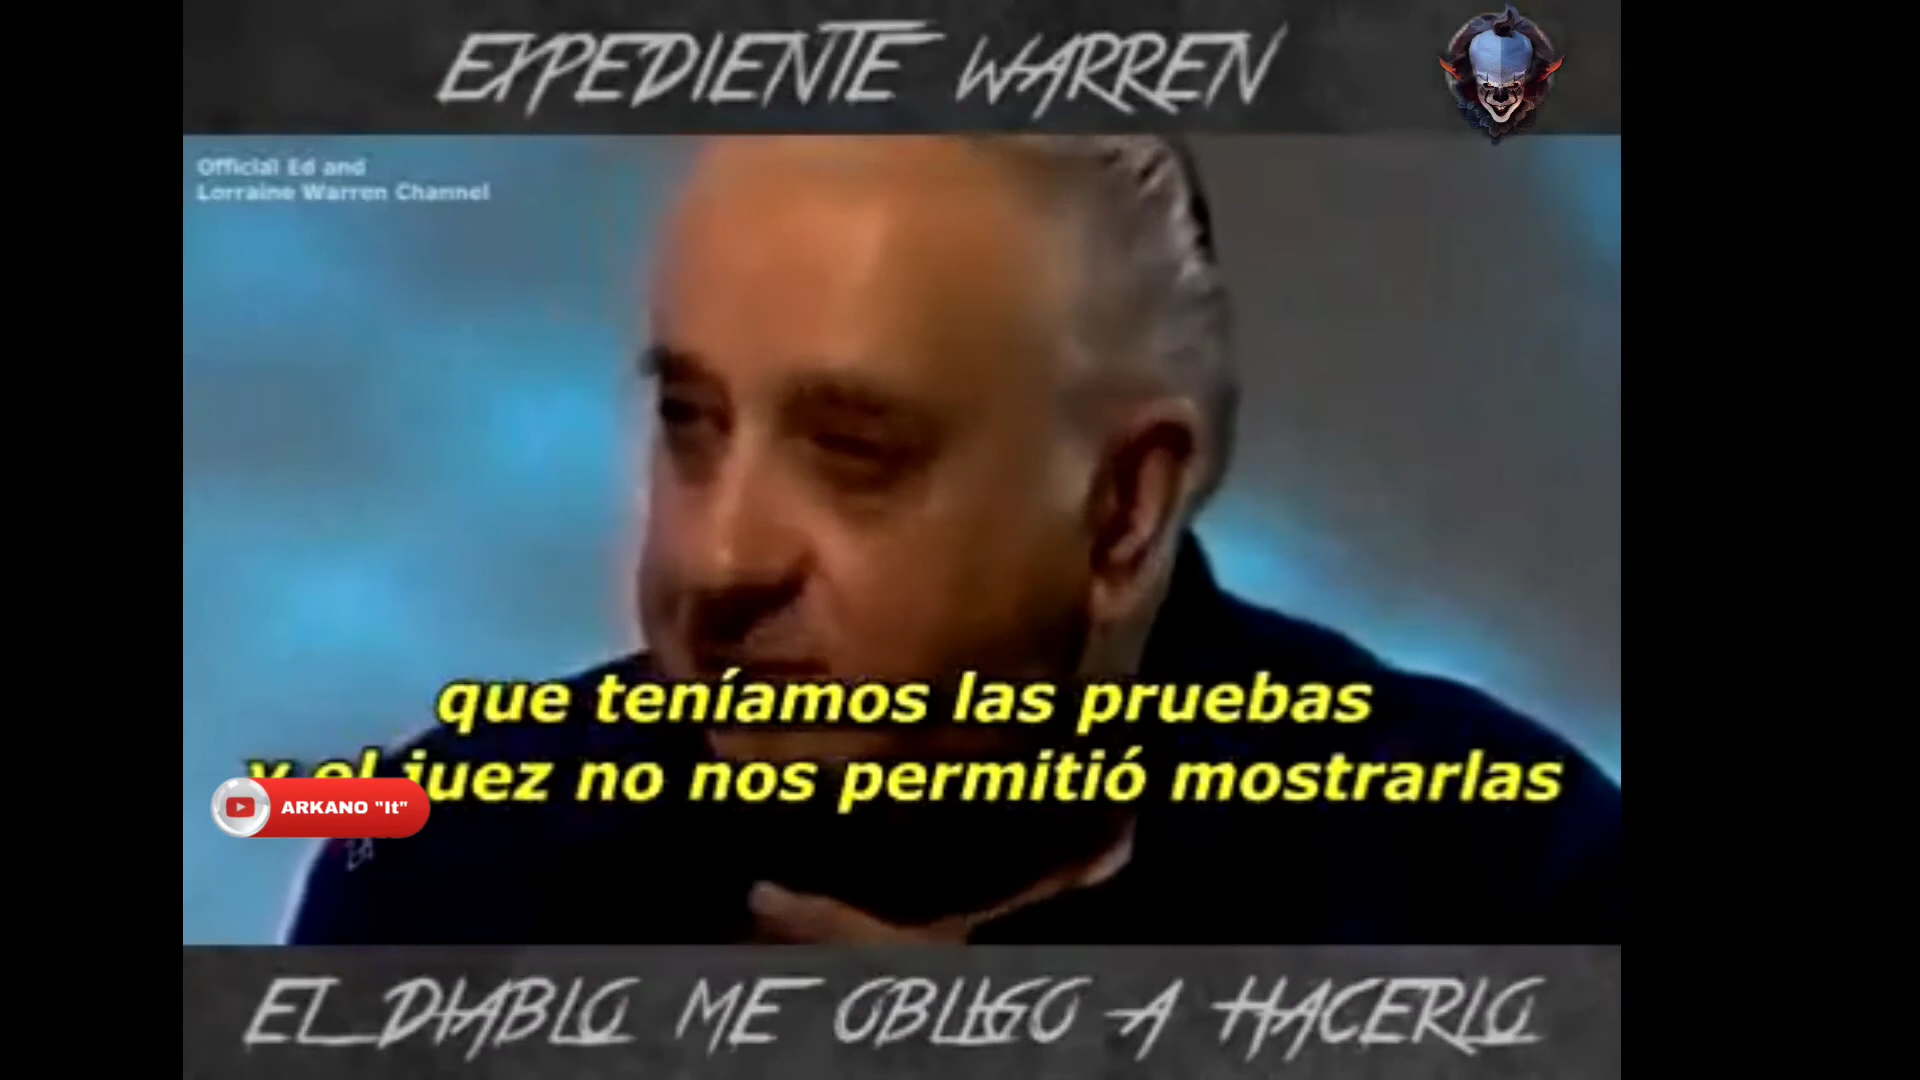 EXPEDIENTE WARREN
Official Ed and
Lorraine Warren Channel
que teníamos las pruebas
y el juez no nos permitió mostrarlas
ARKANO "It"
EL DIABLO ME OBLIGO A HACERLO